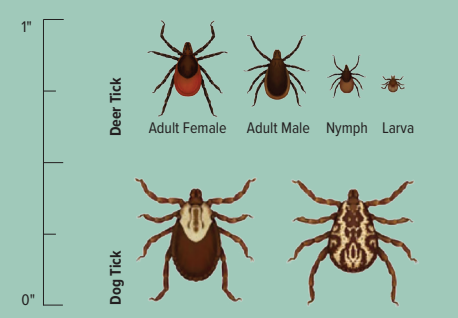 1"
Deer Tick
Adult Female Adult Male Nymph Larva
Dog Tick
0"